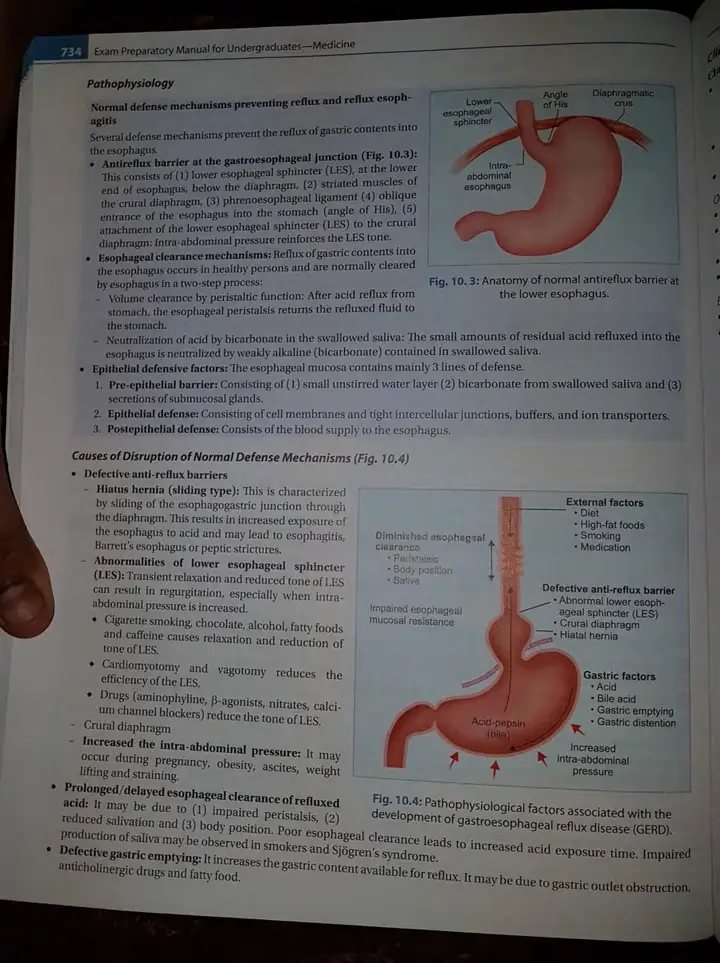 734 Exam Preparatory Manual for Undergraduates—Medicine
Pathophysiology
Normal defense mechanisms preventing reflux and reflux esoph-
agitis
Several defense mechanisms prevent the reflux of gastric contents into
the esophagus.
• Antireflux barrier at the gastroesophageal junction (Fig. 10.3):
This consists of (1) lower esophageal sphincter (LES), at the lower
end of esophagus, below the diaphragm, (2) striated muscles of
the crural diaphragm, (3) phrenoesophageal ligament (4) oblique
entrance of the esophagus into the stomach (angle of His), (5)
attachment of the lower esophageal sphincter (LES) to the crural
diaphragm: Intra-abdominal pressure reinforces the LES tone.
• Esophageal clearance mechanisms: Reflux of gastric contents into
the esophagus occurs in healthy persons and are normally cleared
by esophagus in a two-step process:
– Volume clearance by peristaltic function: After acid reflux from
stomach, the esophageal peristalsis returns the refluxed fluid to
the stomach.
– Neutralization of acid by bicarbonate in the swallowed saliva: The small amounts of residual acid refluxed into the
esophagus is neutralized by weakly alkaline (bicarbonate) contained in swallowed saliva.
• Epithelial defensive factors: The esophageal mucosa contains mainly 3 lines of defense.
1. Pre-epithelial barrier: Consisting of (1) small unstirred water layer (2) bicarbonate from swallowed saliva and (3)
secretions of submucosal glands.
2. Epithelial defense: Consisting of cell membranes and tight intercellular junctions, buffers, and ion transporters.
3. Postepithelial defense: Consists of the blood supply to the esophagus.
Lower
esophageal
sphincter
Angle
of His
Diaphragmatic
crus
Intra-
abdominal
esophagus
Fig. 10. 3: Anatomy of normal antireflux barrier at
the lower esophagus.
Causes of Disruption of Normal Defense Mechanisms (Fig. 10.4)
• Defective anti-reflux barriers
– Hiatus hernia (sliding type): This is characterized
by sliding of the esophagogastric junction through
the diaphragm. This results in increased exposure of
the esophagus to acid and may lead to esophagitis,
Barrett's esophagus or peptic strictures.
– Abnormalities of lower esophageal sphincter
(LES): Transient relaxation and reduced tone of LES
can result in regurgitation, especially when intra-
abdominal pressure is increased.
◆ Cigarette smoking, chocolate, alcohol, fatty foods
and caffeine causes relaxation and reduction of
tone of LES.
◆ Cardiomyotomy and vagotomy reduces the
efficiency of the LES.
◆ Drugs (aminophyline, β-agonists, nitrates, calci-
um channel blockers) reduce the tone of LES.
– Crural diaphragm
– Increased the intra-abdominal pressure: It may
occur during pregnancy, obesity, ascites, weight
lifting and straining.
• Prolonged/delayed esophageal clearance of refluxed
acid: It may be due to (1) impaired peristalsis, (2)
reduced salivation and (3) body position. Poor esophageal clearance leads to increased acid exposure time. Impaired
production of saliva may be observed in smokers and Sjögren's syndrome.
• Defective gastric emptying: It increases the gastric content available for reflux. It may be due to gastric outlet obstruction,
anticholinergic drugs and fatty food.
External factors
• Diet
• High-fat foods
• Smoking
• Medication
Diminished esophageal
clearance
• Peristalsis
• Body position
• Saliva
Impaired esophageal
mucosal resistance
Defective anti-reflux barrier
• Abnormal lower esoph-
ageal sphincter (LES)
• Crural diaphragm
• Hiatal hernia
Gastric factors
• Acid
• Bile acid
• Gastric emptying
• Gastric distention
Acid-pepsin
(bile)
Increased
Intra-abdominal
pressure
Fig. 10.4: Pathophysiological factors associated with the
development of gastroesophageal reflux disease (GERD).